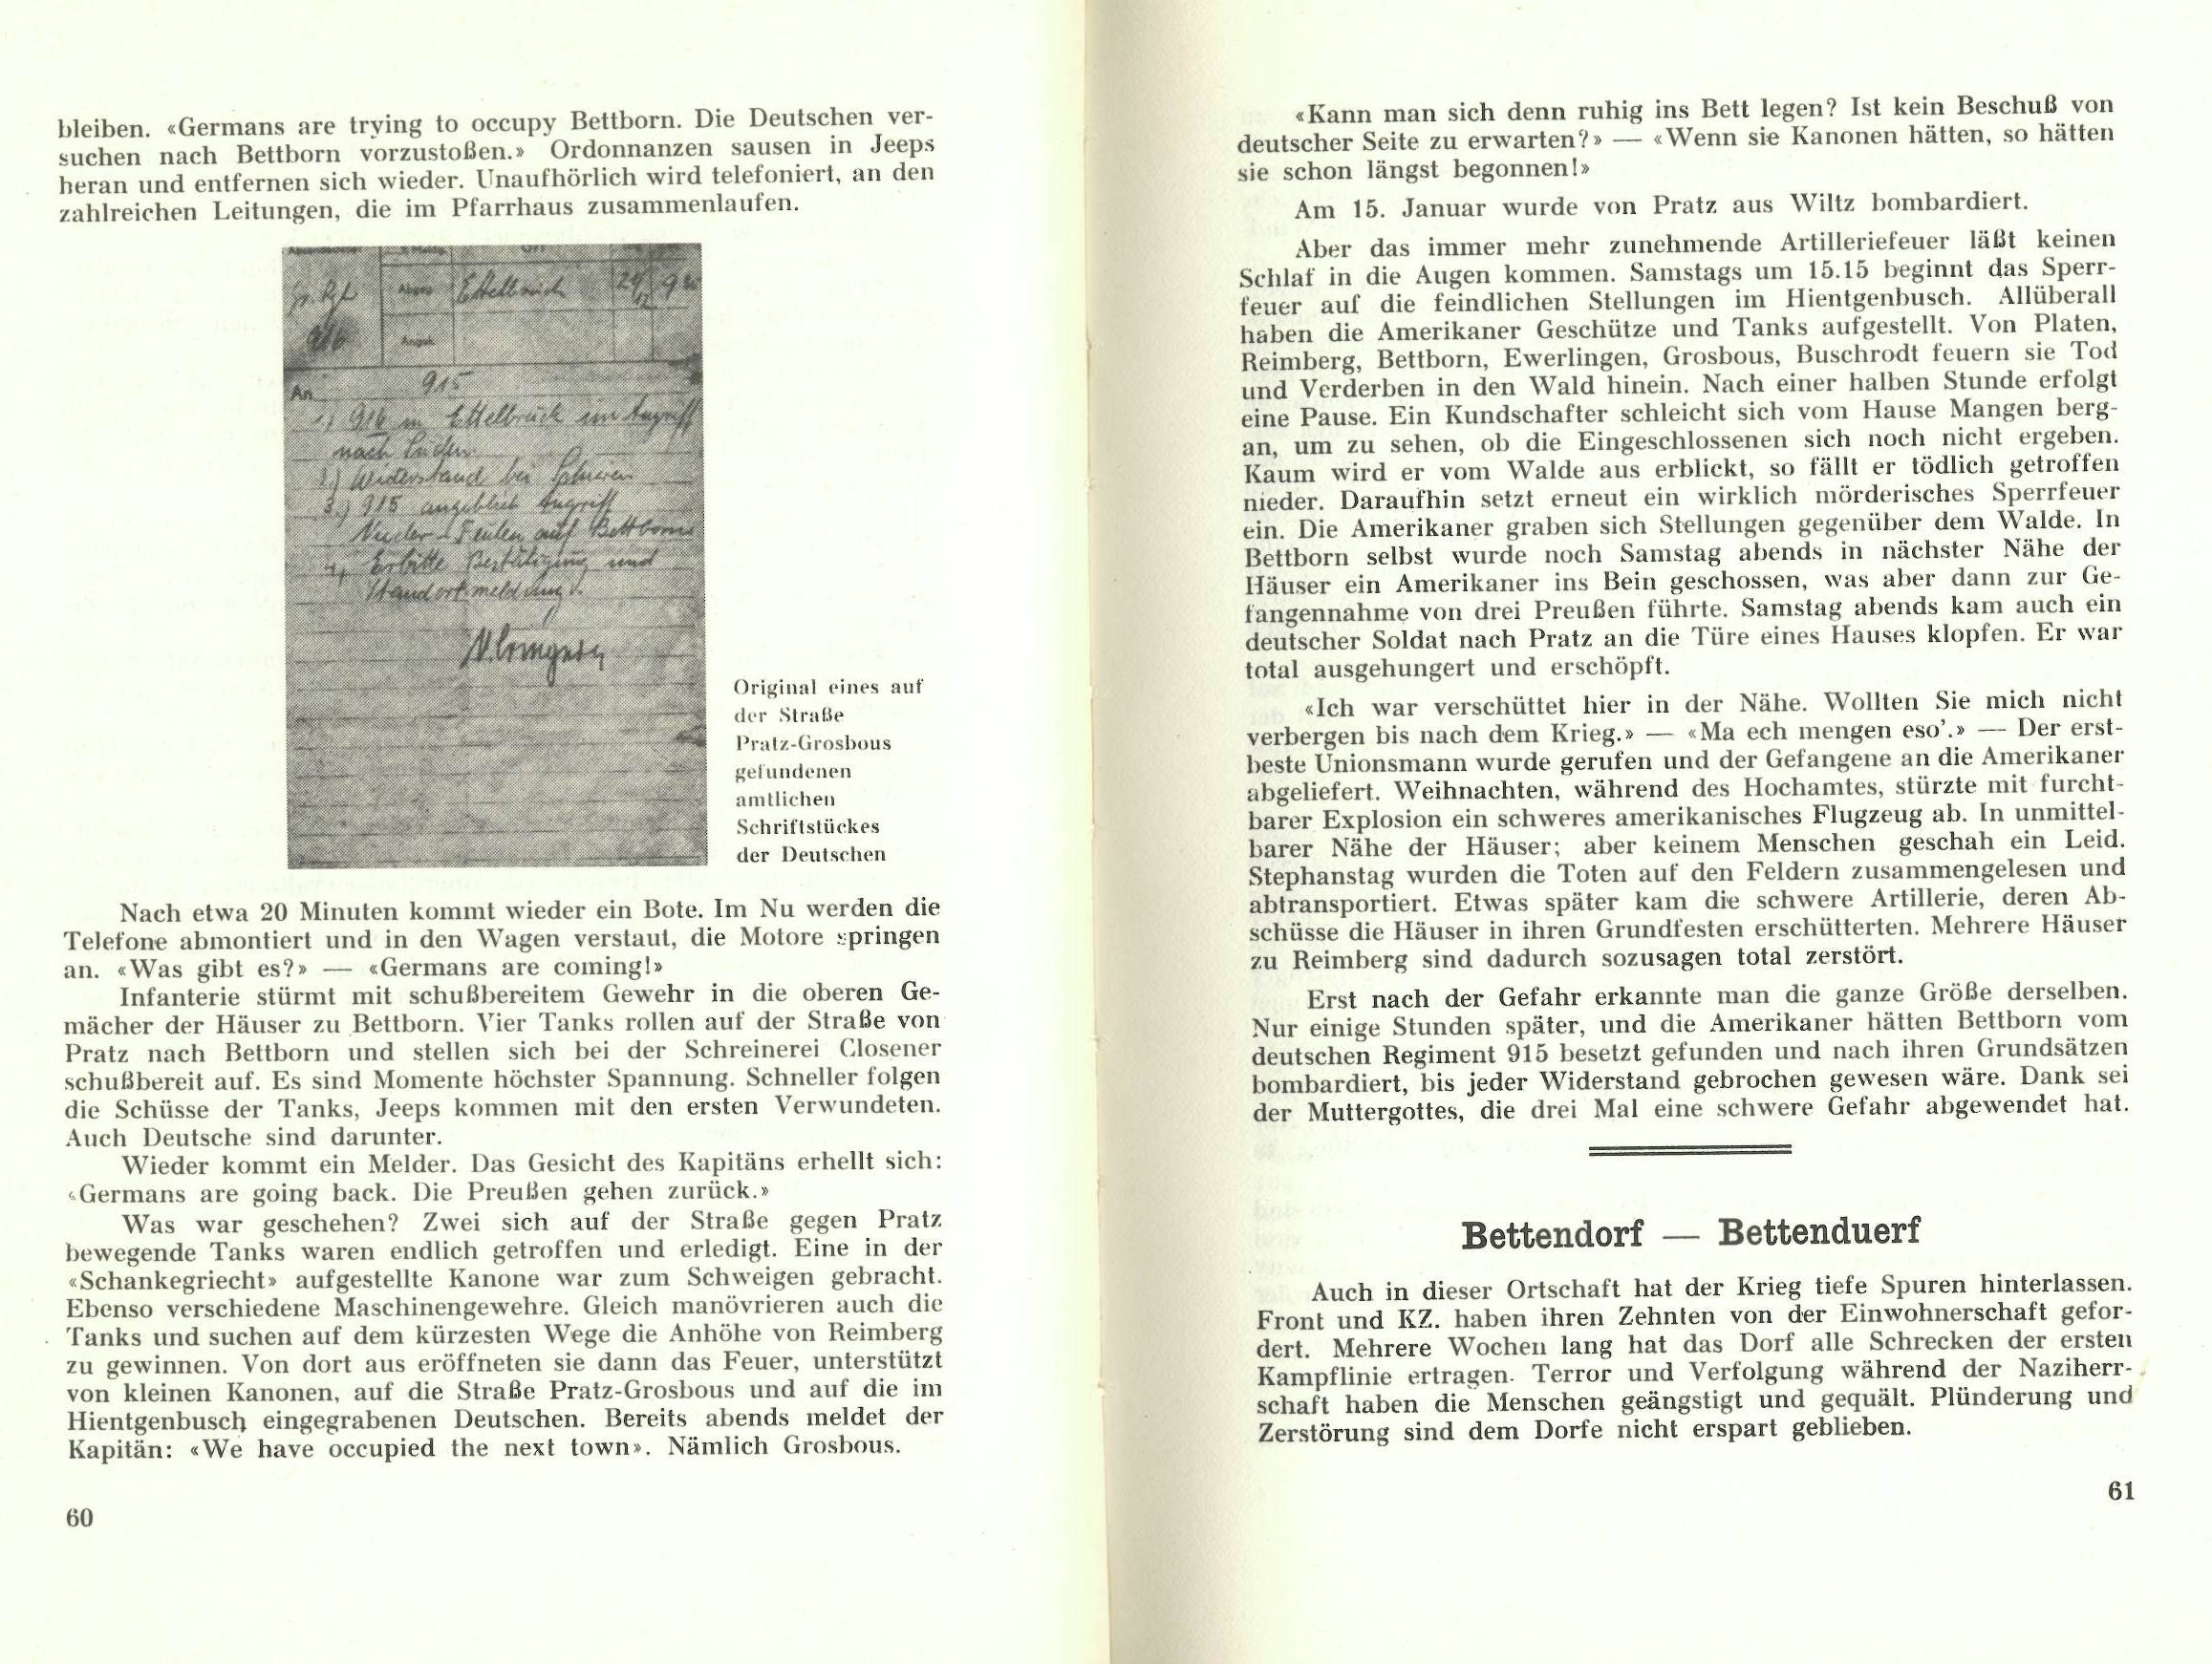 bleiben. «Germans are trying to occupy Bettborn. Die Deutschen ver-
suchen nach Bettborn vorzustoßen.» Ordonnanzen sausen in Jeeps
heran und entfernen sich wieder. Unaufhörlich wird telefoniert, an den
zahlreichen Leitungen, die im Pfarrhaus zusammenlaufen.
Ettelbrück
916
An 915
1.) 916 in Ettelbrück im Angriff
nach
2.) Widerstand bei
3.) 915 angeblich Angriff
Nieder-Feulen auf Bettborn
4.) Erbitte Bestätigung und
Standortmeldung.
Original eines auf
der Straße
Pratz-Grosbous
gefundenen
amtlichen
Schriftstückes
der Deutschen
Nach etwa 20 Minuten kommt wieder ein Bote. Im Nu werden die
Telefone abmontiert und in den Wagen verstaut, die Motore springen
an. «Was gibt es?» — «Germans are coming!»
Infanterie stürmt mit schußbereitem Gewehr in die oberen Ge-
mächer der Häuser zu Bettborn. Vier Tanks rollen auf der Straße von
Pratz nach Bettborn und stellen sich bei der Schreinerei Closener
schußbereit auf. Es sind Momente höchster Spannung. Schneller folgen
die Schüsse der Tanks, Jeeps kommen mit den ersten Verwundeten.
Auch Deutsche sind darunter.
Wieder kommt ein Melder. Das Gesicht des Kapitäns erhellt sich:
«Germans are going back. Die Preußen gehen zurück.»
Was war geschehen? Zwei sich auf der Straße gegen Pratz
bewegende Tanks waren endlich getroffen und erledigt. Eine in der
«Schankegriecht» aufgestellte Kanone war zum Schweigen gebracht.
Ebenso verschiedene Maschinengewehre. Gleich manövrieren auch die
Tanks und suchen auf dem kürzesten Wege die Anhöhe von Reimberg
zu gewinnen. Von dort aus eröffneten sie dann das Feuer, unterstützt
von kleinen Kanonen, auf die Straße Pratz-Grosbous und auf die im
Hientgenbusch eingegrabenen Deutschen. Bereits abends meldet der
Kapitän: «We have occupied the next town». Nämlich Grosbous.
60
«Kann man sich denn ruhig ins Bett legen? Ist kein Beschuß von
deutscher Seite zu erwarten?» — «Wenn sie Kanonen hätten, so hätten
sie schon längst begonnen!»
Am 15. Januar wurde von Pratz aus Wiltz bombardiert.
Aber das immer mehr zunehmende Artilleriefeuer läßt keinen
Schlaf in die Augen kommen. Samstags um 15.15 beginnt das Sperr-
feuer auf die feindlichen Stellungen im Hientgenbusch. Allüberall
haben die Amerikaner Geschütze und Tanks aufgestellt. Von Platen,
Reimberg, Bettborn, Ewerlingen, Grosbous, Buschrodt feuern sie Tod
und Verderben in den Wald hinein. Nach einer halben Stunde erfolgt
eine Pause. Ein Kundschafter schleicht sich vom Hause Mangen berg-
an, um zu sehen, ob die Eingeschlossenen sich noch nicht ergeben.
Kaum wird er vom Walde aus erblickt, so fällt er tödlich getroffen
nieder. Daraufhin setzt erneut ein wirklich mörderisches Sperrfeuer
ein. Die Amerikaner graben sich Stellungen gegenüber dem Walde. In
Bettborn selbst wurde noch Samstag abends in nächster Nähe der
Häuser ein Amerikaner ins Bein geschossen, was aber dann zur Ge-
fangennahme von drei Preußen führte. Samstag abends kam auch ein
deutscher Soldat nach Pratz an die Türe eines Hauses klopfen. Er war
total ausgehungert und erschöpft.
«Ich war verschüttet hier in der Nähe. Wollten Sie mich nicht
verbergen bis nach dem Krieg.» — «Ma ech mengen eso'.» — Der erst-
beste Unionsmann wurde gerufen und der Gefangene an die Amerikaner
abgeliefert. Weihnachten, während des Hochamtes, stürzte mit furcht-
barer Explosion ein schweres amerikanisches Flugzeug ab. In unmittel-
barer Nähe der Häuser; aber keinem Menschen geschah ein Leid.
Stephanstag wurden die Toten auf den Feldern zusammengelesen und
abtransportiert. Etwas später kam die schwere Artillerie, deren Ab-
schüsse die Häuser in ihren Grundfesten erschütterten. Mehrere Häuser
zu Reimberg sind dadurch sozusagen total zerstört.
Erst nach der Gefahr erkannte man die ganze Größe derselben.
Nur einige Stunden später, und die Amerikaner hätten Bettborn vom
deutschen Regiment 915 besetzt gefunden und nach ihren Grundsätzen
bombardiert, bis jeder Widerstand gebrochen gewesen wäre. Dank sei
der Muttergottes, die drei Mal eine schwere Gefahr abgewendet hat.
Bettendorf — Bettenduerf
Auch in dieser Ortschaft hat der Krieg tiefe Spuren hinterlassen.
Front und KZ. haben ihren Zehnten von der Einwohnerschaft gefor-
dert. Mehrere Wochen lang hat das Dorf alle Schrecken der ersten
Kampflinie ertragen. Terror und Verfolgung während der Naziherr-
schaft haben die Menschen geängstigt und gequält. Plünderung und
Zerstörung sind dem Dorfe nicht erspart geblieben.
61